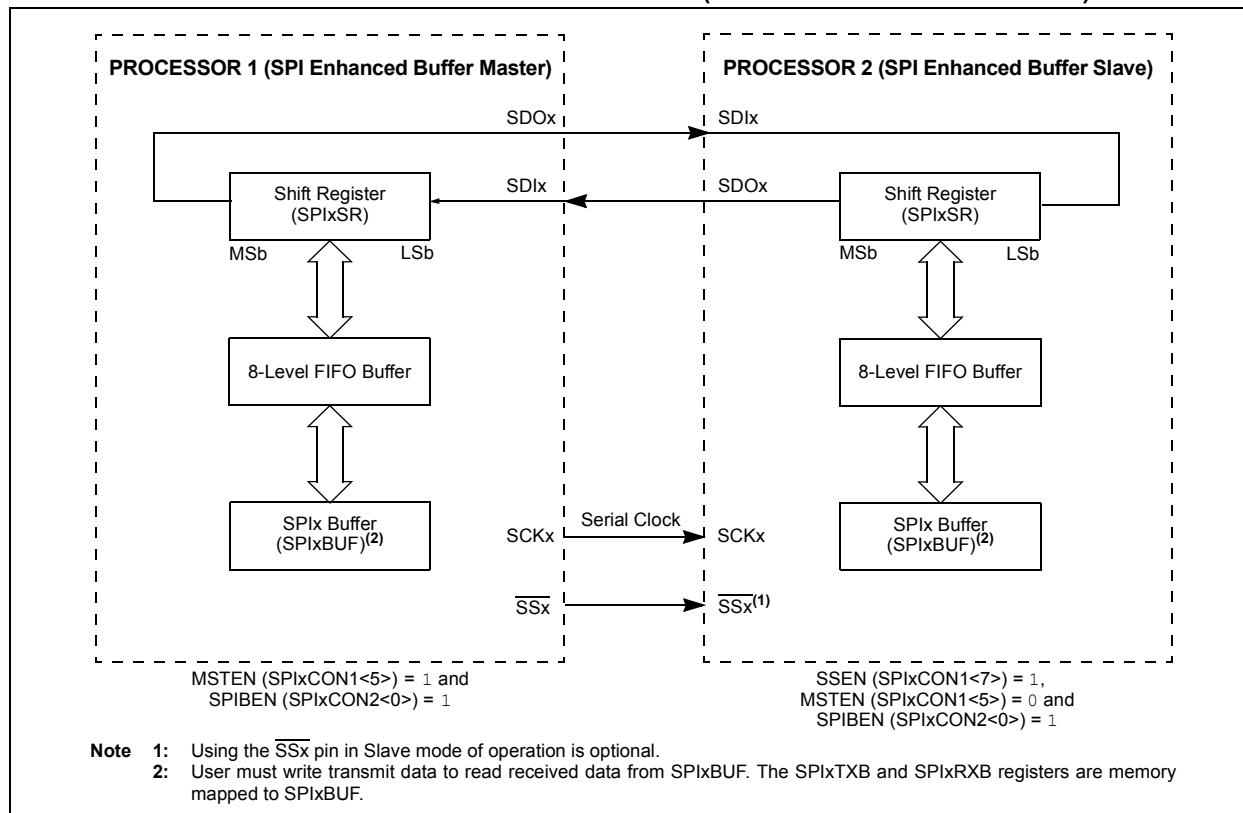 PROCESSOR 1 (SPI Enhanced Buffer Master)
PROCESSOR 2 (SPI Enhanced Buffer Slave)
SDOx
SDIx
Shift Register
(SPIxSR)
SDIx
SDOx
Shift Register
(SPIxSR)
MSb
LSb
MSb
LSb
8-Level FIFO Buffer
8-Level FIFO Buffer
SPIx Buffer
(SPIxBUF)(2)
SCKx
Serial Clock
SCKx
SPIx Buffer
(SPIxBUF)(2)
SSx
SSx(1)
MSTEN (SPIxCON1<5>) = 1 and
SPIBEN (SPIxCON2<0>) = 1
SSEN (SPIxCON1<7>) = 1,
MSTEN (SPIxCON1<5>) = 0 and
SPIBEN (SPIxCON2<0>) = 1
Note 1: Using the SSx pin in Slave mode of operation is optional.
2: User must write transmit data to read received data from SPIxBUF. The SPIxTXB and SPIxRXB registers are memory
mapped to SPIxBUF.